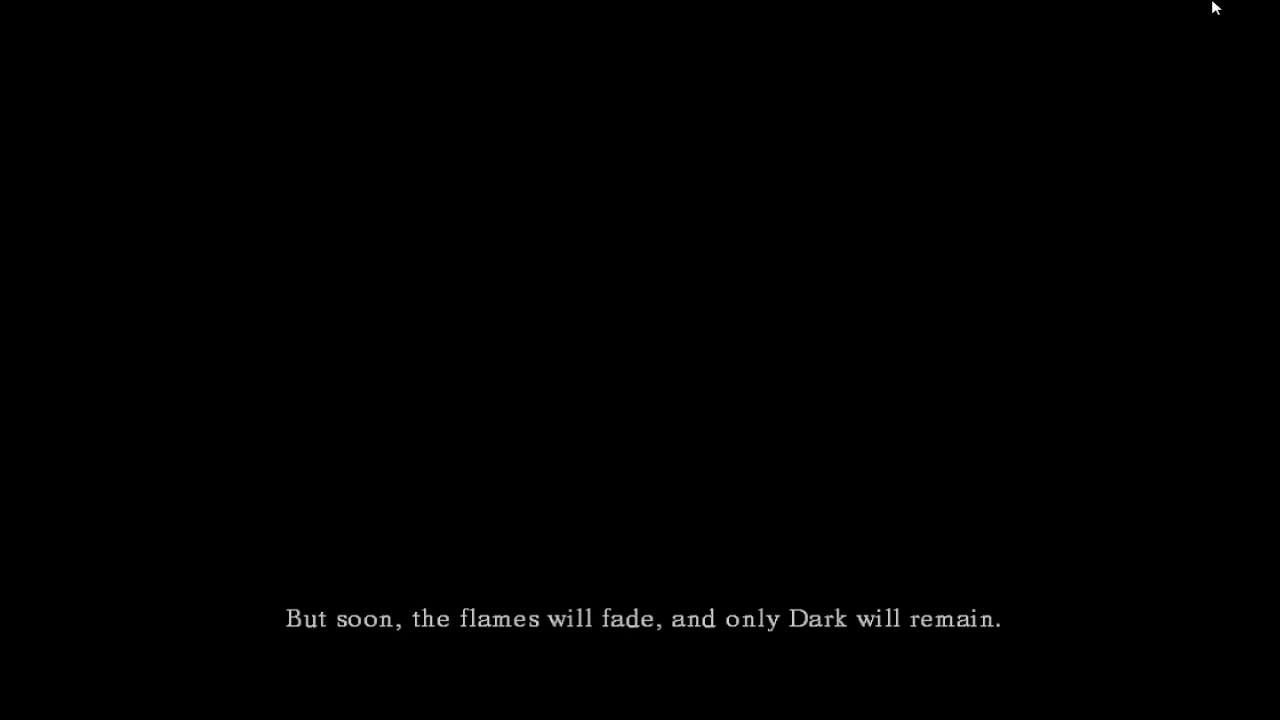 But soon, the flames will fade, and only Dark will remain.